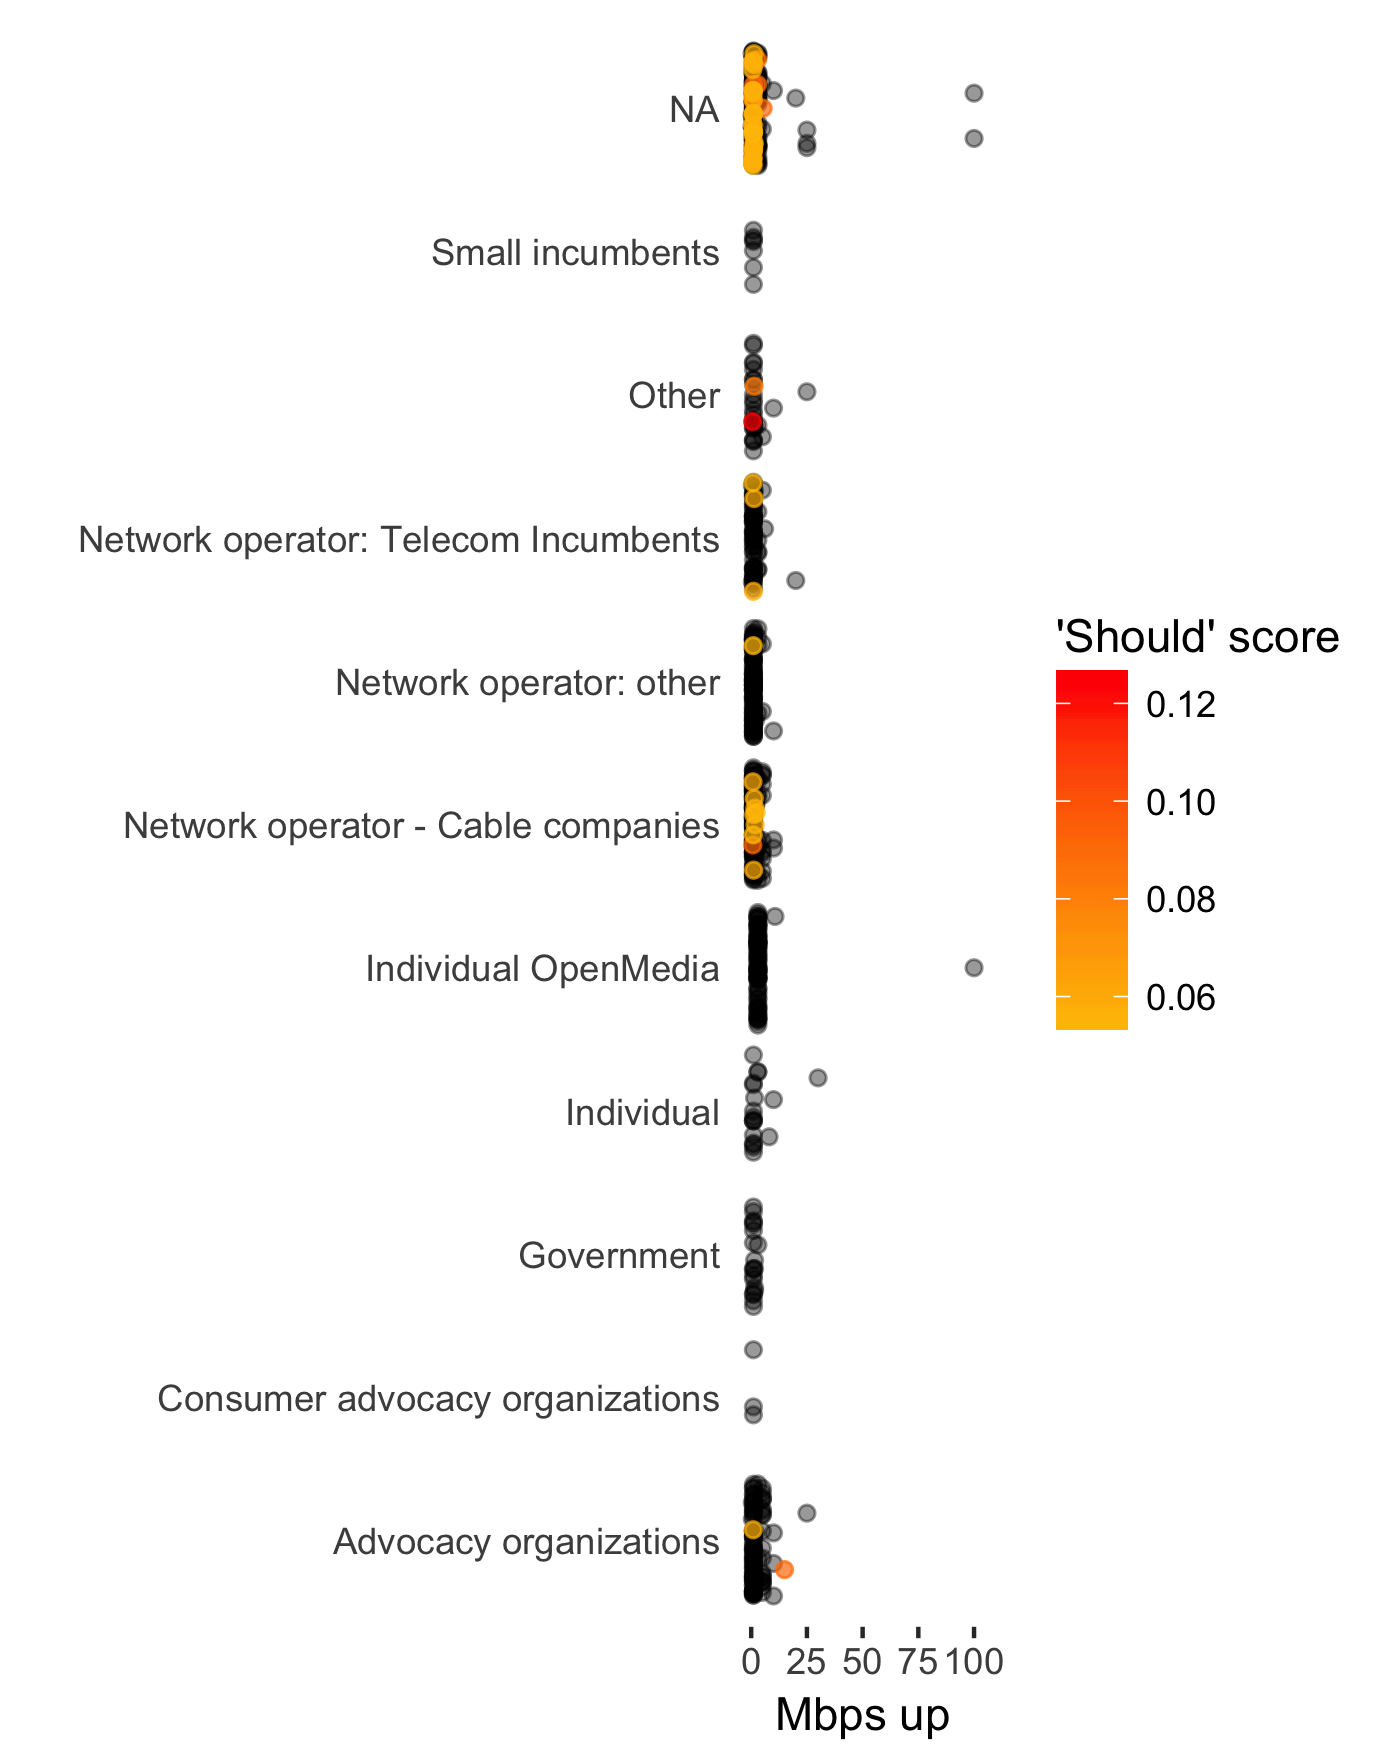 NA
Small incumbents
Other
Network operator: Telecom Incumbents
Network operator: other
Network operator - Cable companies
Individual OpenMedia
Individual
Government
Consumer advocacy organizations
Advocacy organizations
0 25 50 75 100
Mbps up
'Should' score
0.12
0.10
0.08
0.06